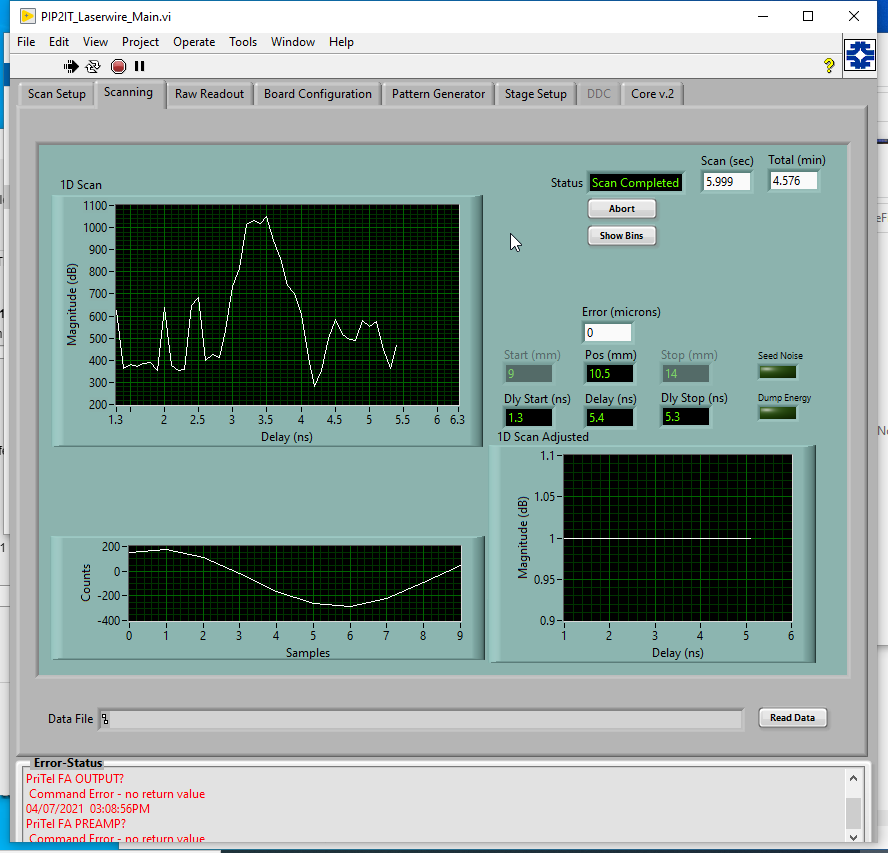 PIP2IT_Laserwire_Main.vi
File Edit View Project Operate Tools Window Help
Scan Setup Scanning Raw Readout Board Configuration Pattern Generator Stage Setup DDC Core v.2
Scan (sec) Total (min)
Status Scan Completed 5.999 4.576
Abort
Show Bins
1D Scan
1100
1000
900
800
700
600
500
400
300
200
Magnitude (dB)
1.3 2 2.5 3 3.5 4 4.5 5 5.5 6 6.3
Delay (ns)
Error (microns)
0
Start (mm) Pos (mm) Stop (mm) Seed Noise
9 10.5 14
Dly Start (ns) Delay (ns) Dly Stop (ns) Dump Energy
1.3 5.4 5.3
1D Scan Adjusted
1.1
1.05
1
0.95
0.9
Magnitude (dB)
1 2 3 4 5 6
Delay (ns)
200
0
-200
-400
Counts
0 1 2 3 4 5 6 7 8 9
Samples
Data File Read Data
Error-Status
PriTel FA OUTPUT?
Command Error - no return value
04/07/2021 03:08:56PM
PriTel FA PREAMP?
Command Error - no return value